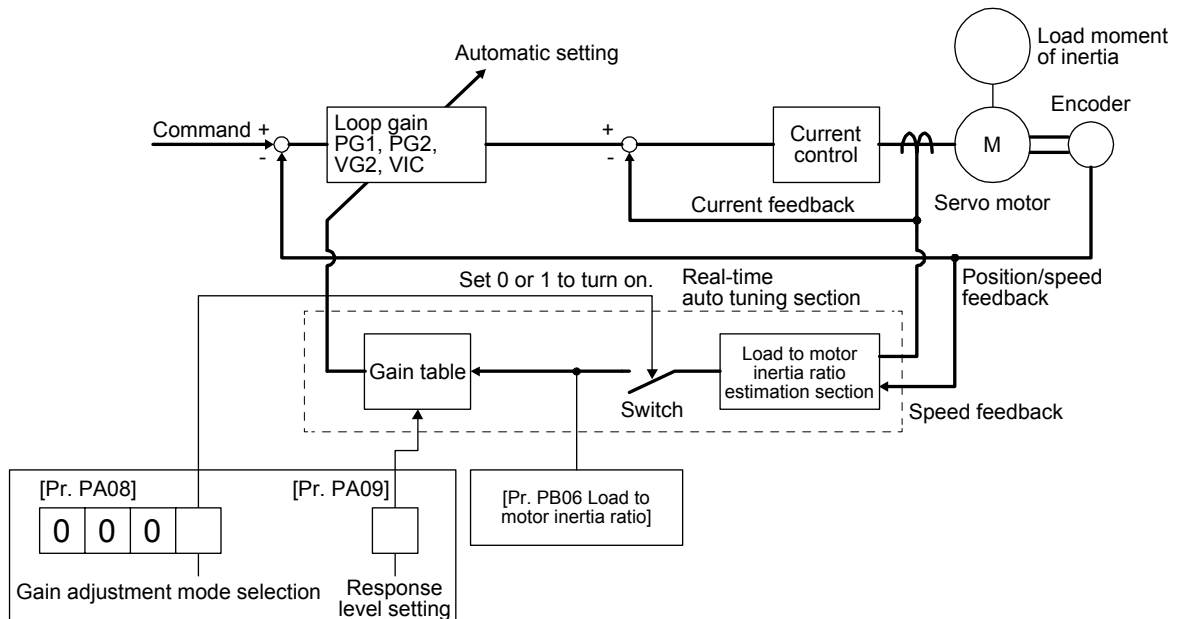 Load moment
of inertia
Automatic setting
Encoder
Command
+
-
Loop gain
PG1, PG2,
VG2, VIC
+
-
Current
control
M
Servo motor
Current feedback
Set 0 or 1 to turn on.
Real-time
auto tuning section
Position/speed
feedback
Gain table
Switch
Load to motor
inertia ratio
estimation section
Speed feedback
[Pr. PA08]
[Pr. PA09]
0 0 0
Gain adjustment mode selection
Response
level setting
[Pr. PB06 Load to
motor inertia ratio]